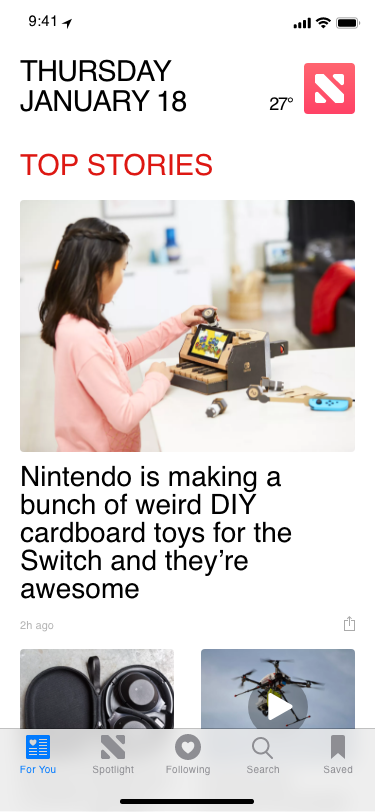 9:41
THURSDAY
JANUARY 18
27°
TOP STORIES
Nintendo is making a
bunch of weird DIY
cardboard toys for the
Switch and they’re
awesome
2h ago
For You
Spotlight
Following
Search
Saved